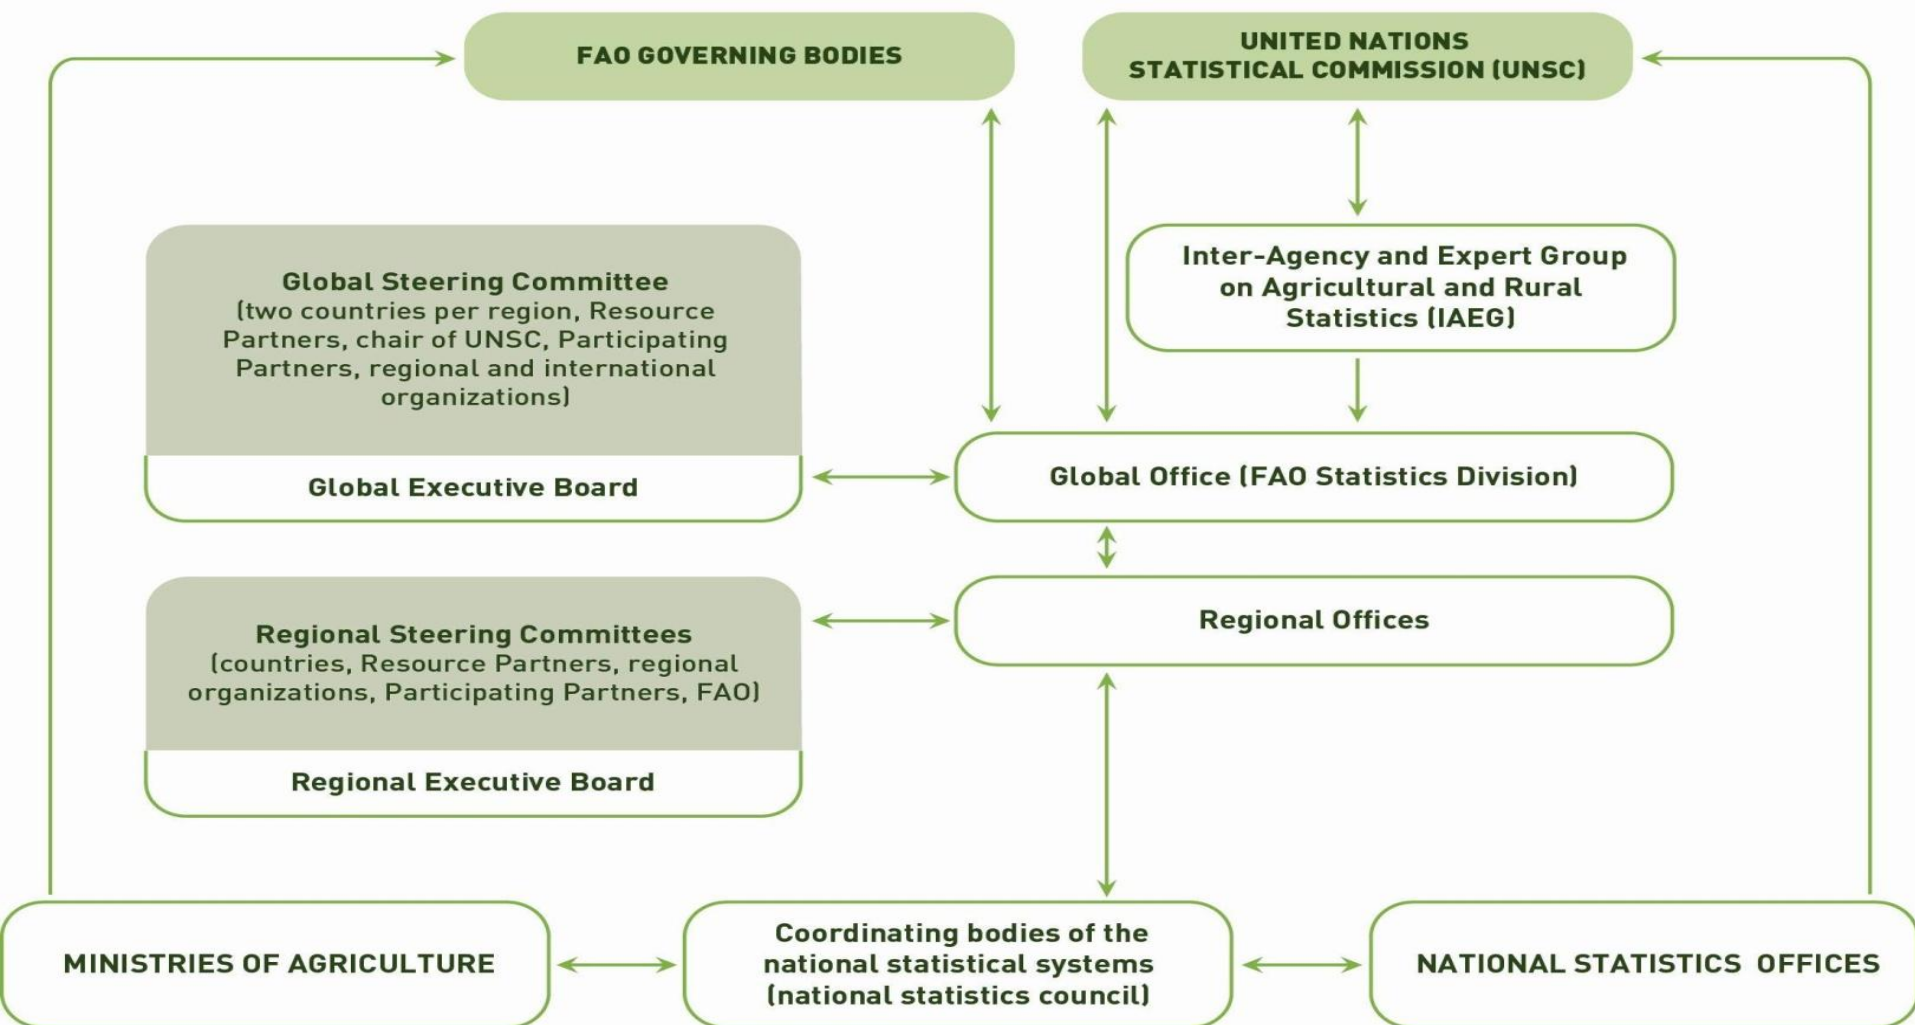 FAO GOVERNING BODIES
UNITED NATIONS
STATISTICAL COMMISSION (UNSC)
Global Steering Committee
(two countries per region, Resource
Partners, chair of UNSC, Participating
Partners, regional and international
organizations)
Global Executive Board
Inter-Agency and Expert Group
on Agricultural and Rural
Statistics (IAEG)
Global Office (FAO Statistics Division)
Regional Steering Committees
(countries, Resource Partners, regional
organizations, Participating Partners, FAO)
Regional Executive Board
Regional Offices
MINISTRIES OF AGRICULTURE
Coordinating bodies of the
national statistical systems
(national statistics council)
NATIONAL STATISTICS OFFICES